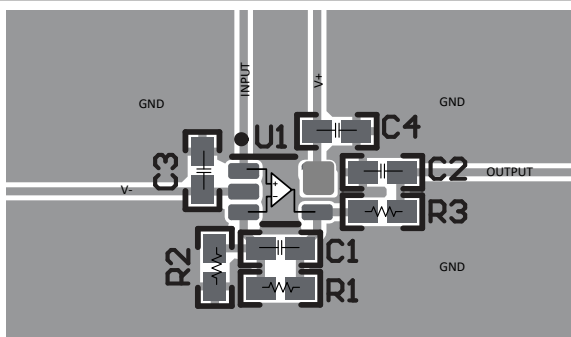 INPUT
V+
GND
GND
U1
C4
C3
C2
OUTPUT
V-
R3
R2
C1
GND
R1